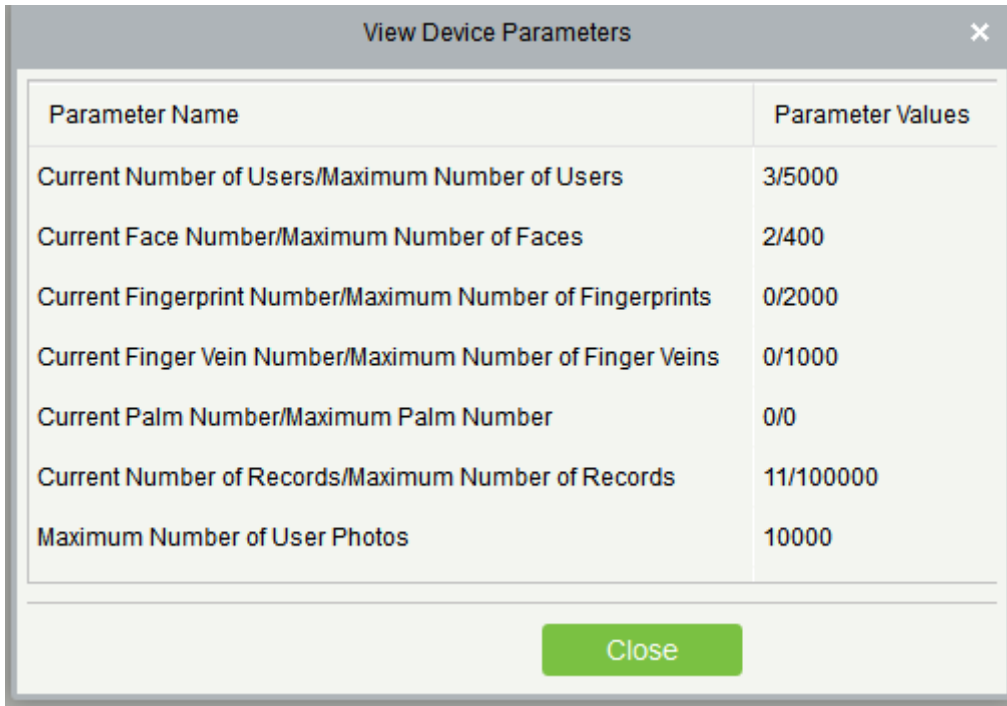 View Device Parameters
Parameter Name Parameter Values
Current Number of Users/Maximum Number of Users 3/5000
Current Face Number/Maximum Number of Faces 2/400
Current Fingerprint Number/Maximum Number of Fingerprints 0/2000
Current Finger Vein Number/Maximum Number of Finger Veins 0/1000
Current Palm Number/Maximum Palm Number 0/0
Current Number of Records/Maximum Number of Records 11/100000
Maximum Number of User Photos 10000
Close